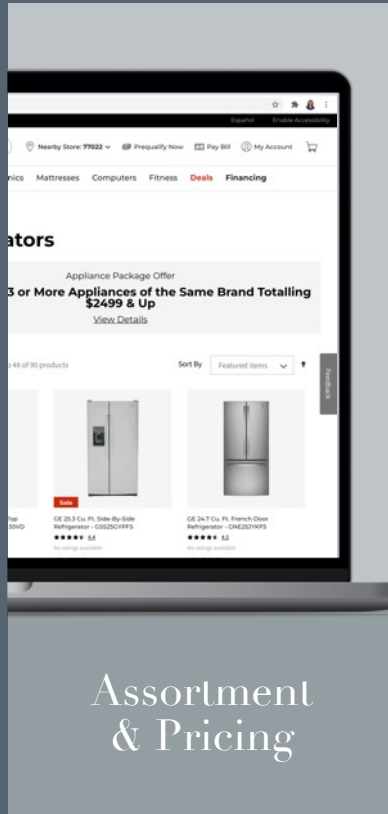 Español Enable Accessibility
Nearby Store: 77022 Prequalify Now Pay Bill My Account
nics Mattresses Computers Fitness Deals Financing
ators
Appliance Package Offer
3 or More Appliances of the Same Brand Totalling
$2499 & Up
View Details
o 48 of 90 products Sort By Featured Items
Feedback
Sale
Top GE 25.3 Cu. Ft. Side-By-Side GE 24.7 Cu. Ft. French Door
Refrigerator - GSS25GYPFS Refrigerator - GNE25JYKFS
4.4 4.5
No ratings available No ratings available
Assortment
& Pricing